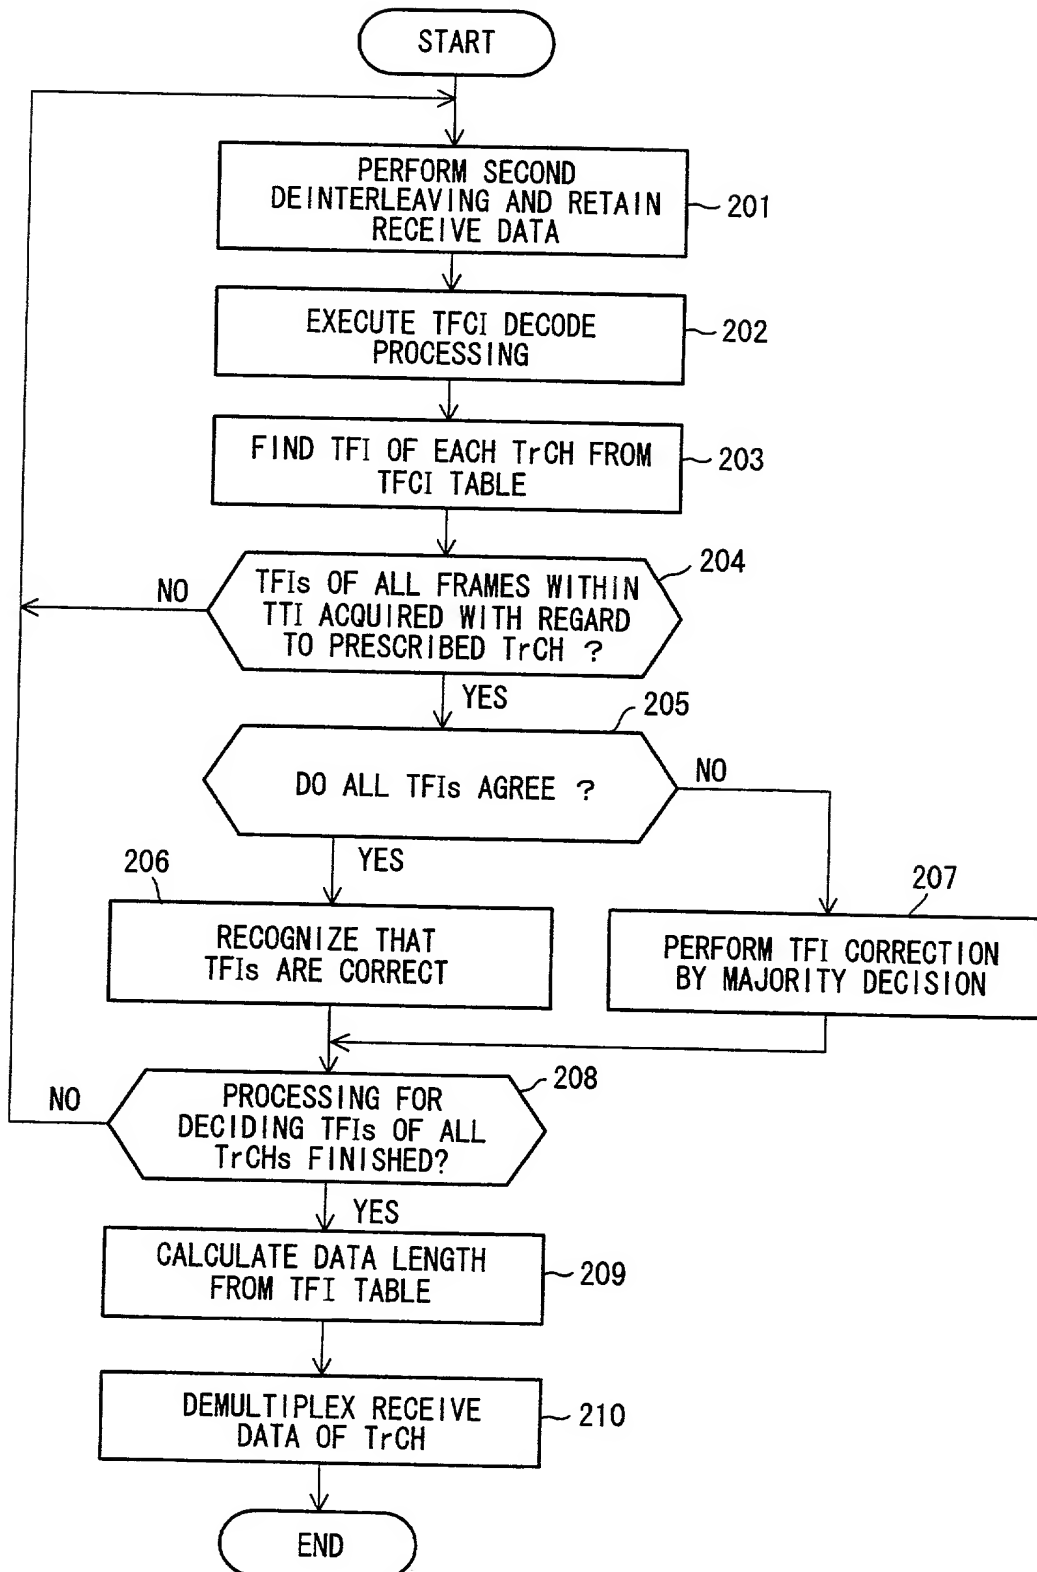 START
PERFORM SECOND
DEINTERLEAVING AND RETAIN
RECEIVE DATA
201
EXECUTE TFCI DECODE
PROCESSING
202
FIND TFI OF EACH TrCH FROM
TFCI TABLE
203
204
TFIs OF ALL FRAMES WITHIN
TTI ACQUIRED WITH REGARD
TO PRESCRIBED TrCH ?
NO
YES
205
DO ALL TFIs AGREE ?
NO
YES
206
RECOGNIZE THAT
TFIs ARE CORRECT
207
PERFORM TFI CORRECTION
BY MAJORITY DECISION
208
PROCESSING FOR
DECIDING TFIs OF ALL
TrCHs FINISHED?
NO
YES
CALCULATE DATA LENGTH
FROM TFI TABLE
209
DEMULTIPLEX RECEIVE
DATA OF TrCH
210
END